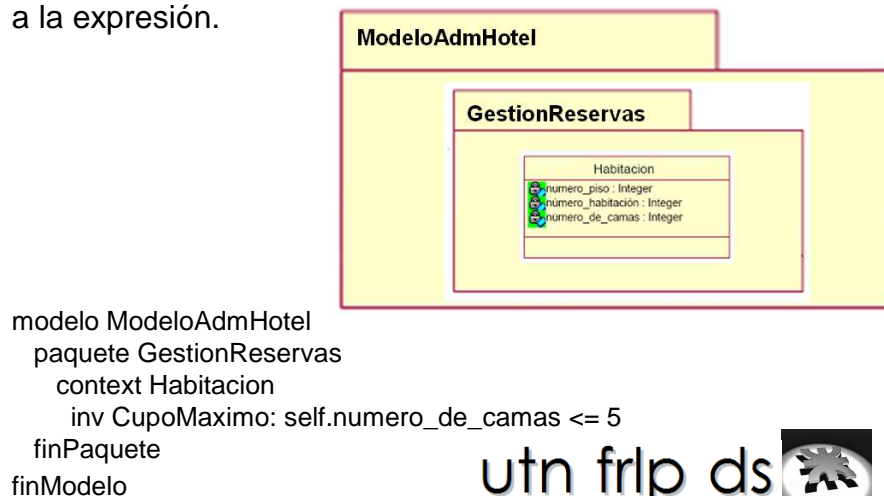 a la expresión.
ModeloAdmHotel
GestionReservas
Habitacion
numero_piso : Integer
número_habitación : Integer
número_de_camas : Integer
modelo ModeloAdmHotel
paquete GestionReservas
context Habitacion
inv CupoMaximo: self.numero_de_camas <= 5
finPaquete
finModelo
utn frlp ds